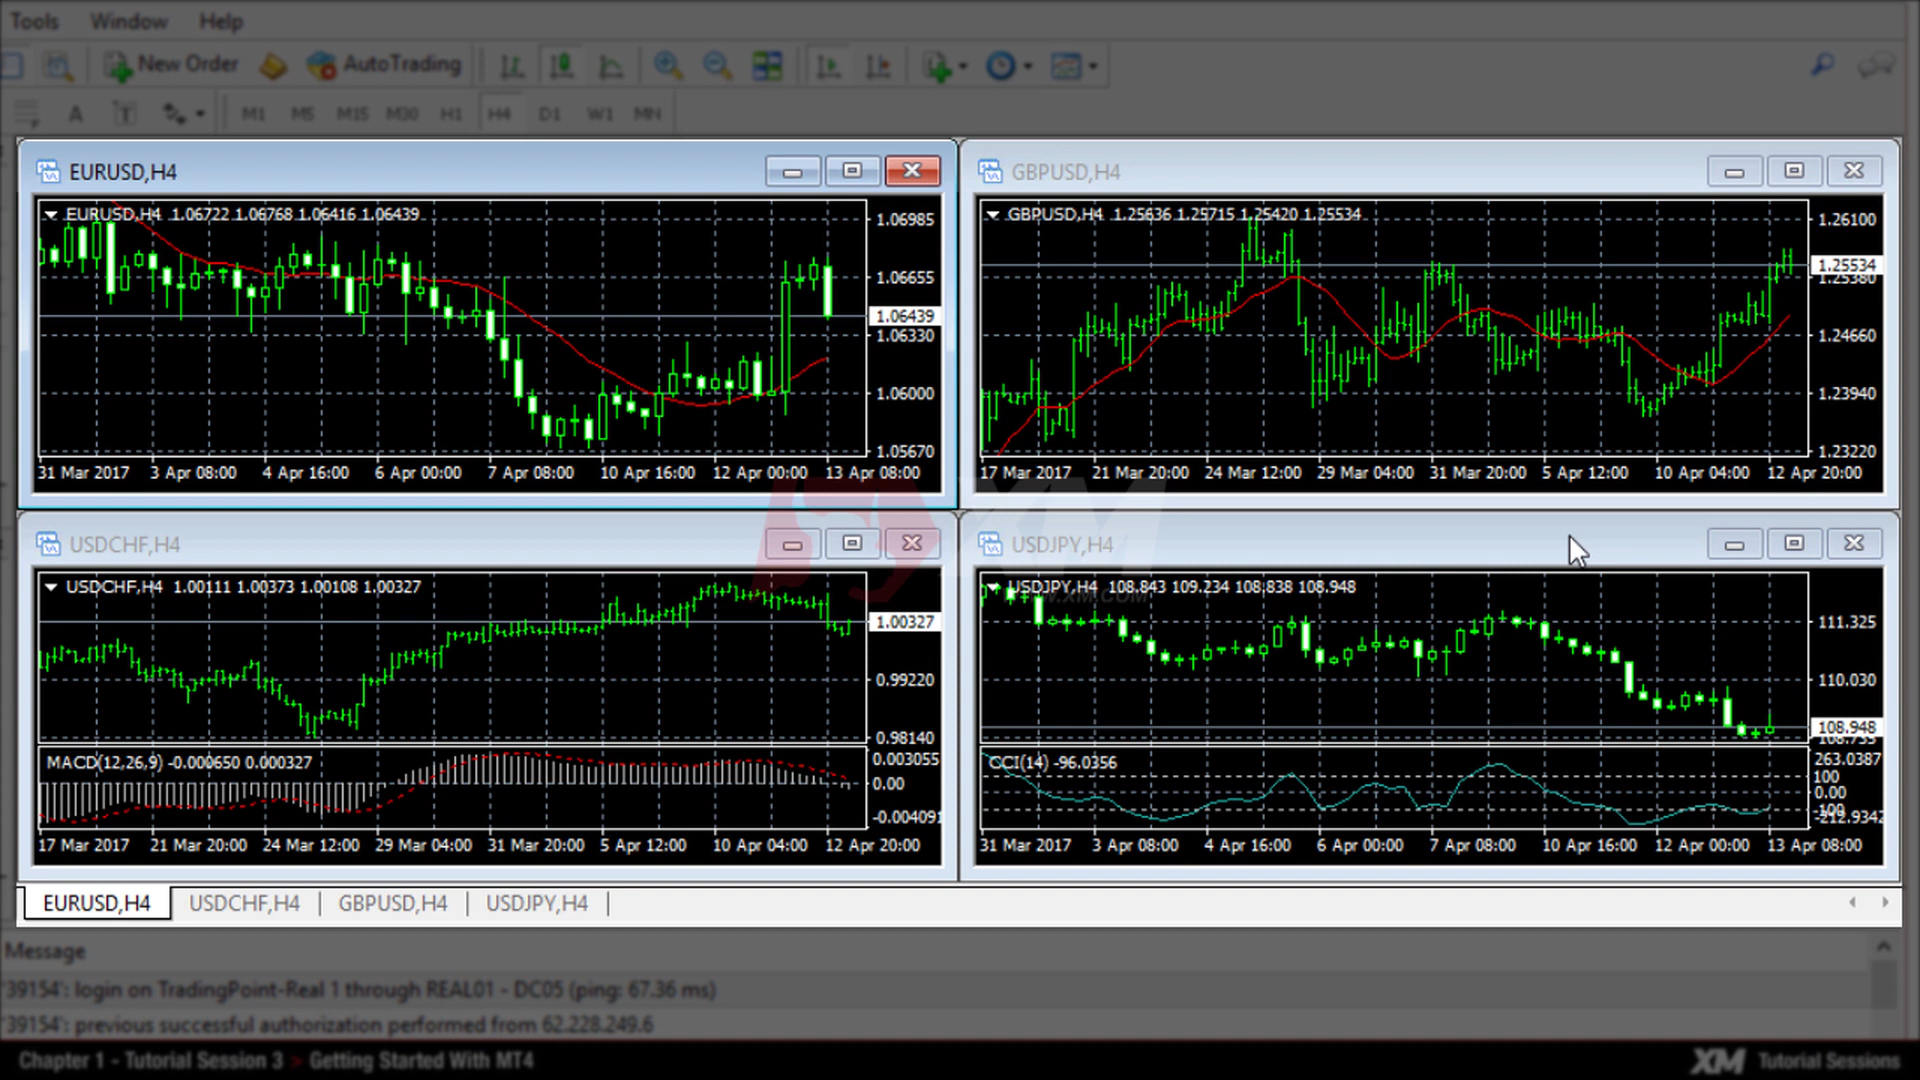 Tools Window Help
New Order AutoTrading
A T M1 M5 M15 M30 H1 H4 D1 W1 MN
EURUSD,H4
EURUSD,H4 1.06722 1.06768 1.06416 1.06439
1.06985
1.06655
1.06439
1.06330
1.06000
1.05670
31 Mar 2017 3 Apr 08:00 4 Apr 16:00 6 Apr 00:00 7 Apr 08:00 10 Apr 16:00 12 Apr 00:00 13 Apr 08:00
GBPUSD,H4
GBPUSD,H4 1.25636 1.25715 1.25420 1.25534
1.26100
1.25534
1.25380
1.24660
1.23940
1.23220
17 Mar 2017 21 Mar 20:00 24 Mar 12:00 29 Mar 04:00 31 Mar 20:00 5 Apr 12:00 10 Apr 04:00 12 Apr 20:00
XM
WWW.XM.COM
USDCHF,H4
USDCHF,H4 1.00111 1.00373 1.00108 1.00327
1.00327
0.99220
0.98140
MACD(12,26,9) -0.000650 0.000327
0.003055
0.00
-0.004091
17 Mar 2017 21 Mar 20:00 24 Mar 12:00 29 Mar 04:00 31 Mar 20:00 5 Apr 12:00 10 Apr 04:00 12 Apr 20:00
USDJPY,H4
USDJPY,H4 108.843 109.234 108.838 108.948
111.325
110.030
108.948
108.735
CCI(14) -96.0356
263.0387
100
0.00
-100
-212.9342
31 Mar 2017 3 Apr 08:00 4 Apr 16:00 6 Apr 00:00 7 Apr 08:00 10 Apr 16:00 12 Apr 00:00 13 Apr 08:00
EURUSD,H4 USDCHF,H4 GBPUSD,H4 USDJPY,H4
Message
'39154': login on TradingPoint-Real 1 through REAL01 - DC05 (ping: 67.36 ms)
'39154': previous successful authorization performed from 62.228.249.6
Chapter 1 - Tutorial Session 3 > Getting Started With MT4
XM Tutorial Sessions